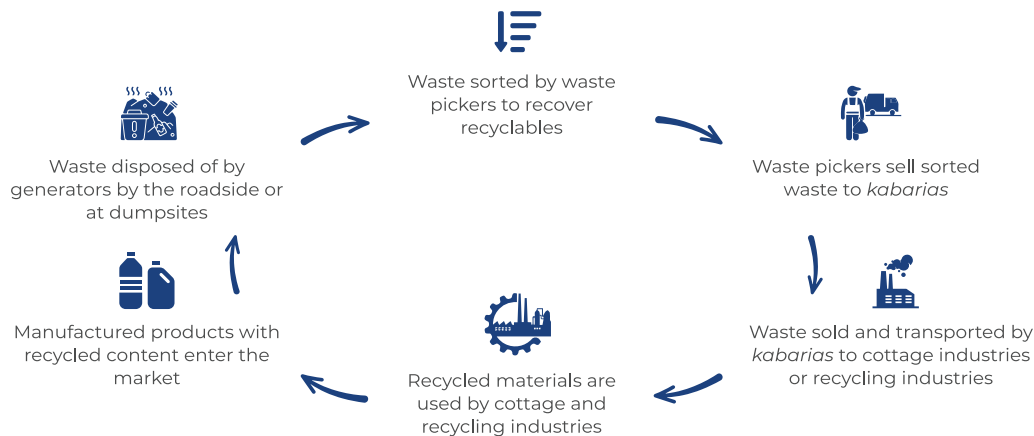 Waste sorted by waste
pickers to recover
recyclables
Waste pickers sell sorted
waste to kabarias
Waste sold and transported by
kabarias to cottage industries
or recycling industries
Recycled materials are
used by cottage and
recycling industries
Manufactured products with
recycled content enter the
market
Waste disposed of by
generators by the roadside or
at dumpsites